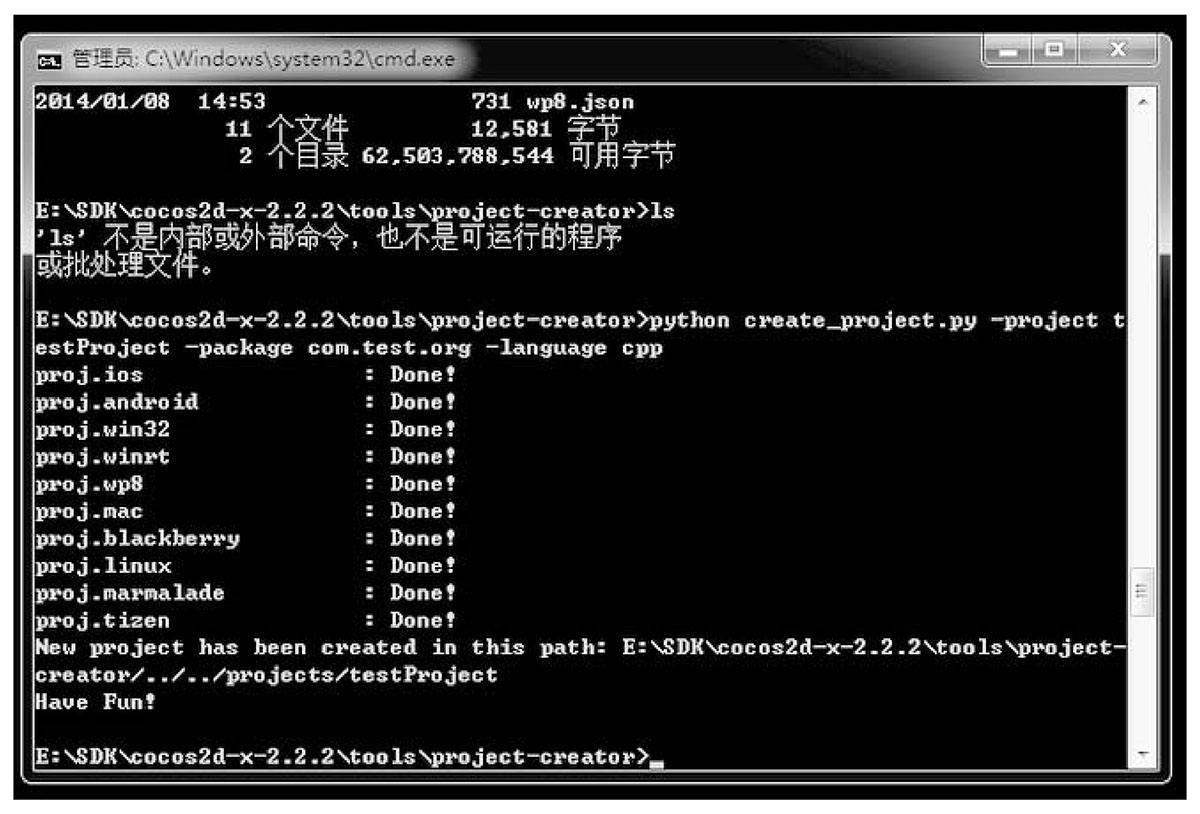 管理员: C:\Windows\system32\cmd.exe
2014/01/08  14:53               731 wp8.json
              11 个文件         12,581 字节
               2 个目录 62,503,788,544 可用字节
E:\SDK\cocos2d-x-2.2.2\tools\project-creator>ls
'ls' 不是内部或外部命令，也不是可运行的程序
或批处理文件。
E:\SDK\cocos2d-x-2.2.2\tools\project-creator>python create_project.py -project t
estProject -package com.test.org -language cpp
proj.ios                : Done!
proj.android            : Done!
proj.win32              : Done!
proj.winrt              : Done!
proj.wp8                : Done!
proj.mac                : Done!
proj.blackberry         : Done!
proj.linux              : Done!
proj.marmalade          : Done!
proj.tizen              : Done!
New project has been created in this path: E:\SDK\cocos2d-x-2.2.2\tools\project-
creator/../../projects/testProject
Have Fun!
E:\SDK\cocos2d-x-2.2.2\tools\project-creator>_